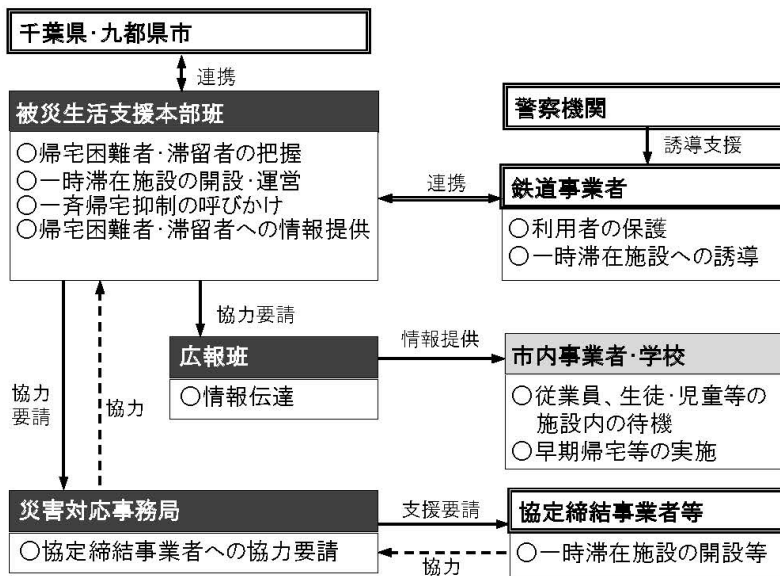 千葉県･九都県市
連携
被災生活支援本部班
○帰宅困難者･滞留者の把握
○一時滞在施設の開設･運営
○一斉帰宅抑制の呼びかけ
○帰宅困難者･滞留者への情報提供
連携
警察機関
誘導支援
鉄道事業者
○利用者の保護
○一時滞在施設への誘導
協力要請
広報班
○情報伝達
情報提供
市内事業者･学校
○従業員、生徒･児童等の
施設内の待機
○早期帰宅等の実施
協力
要請
協力
災害対応事務局
○協定締結事業者への協力要請
支援要請
協力
協定締結事業者等
○一時滞在施設の開設等